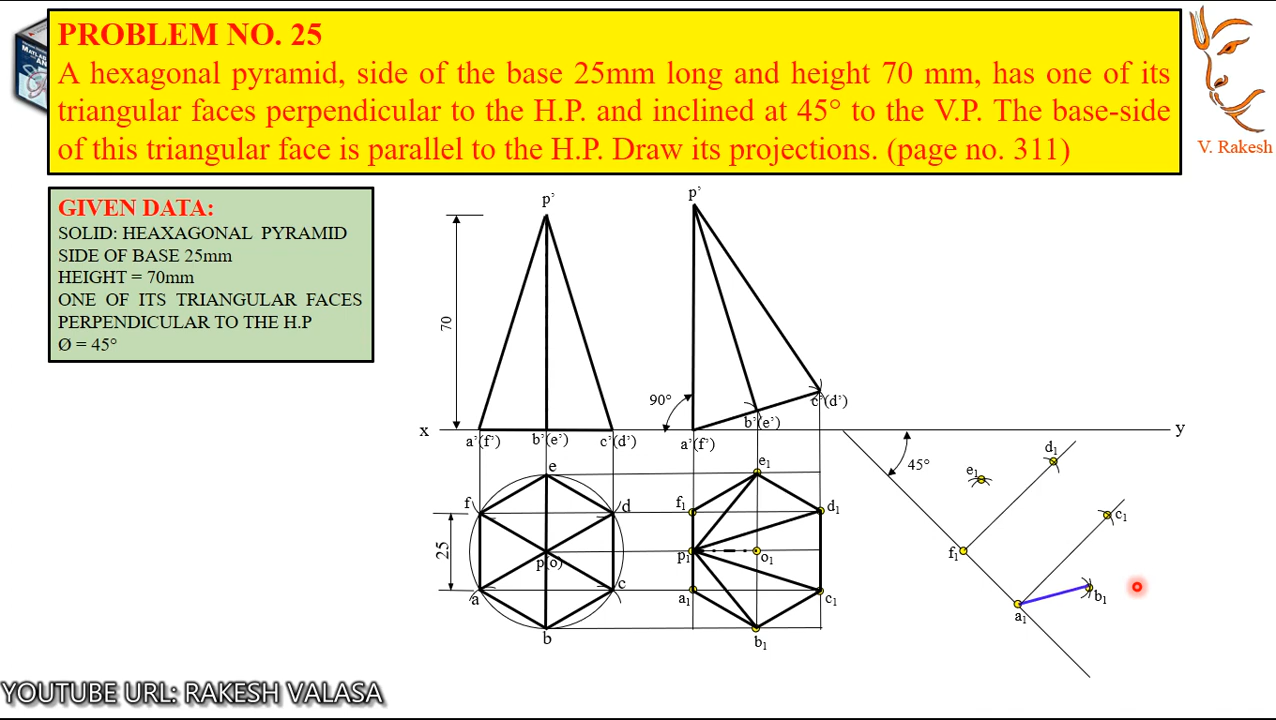 PROBLEM NO. 25
A hexagonal pyramid, side of the base 25mm long and height 70 mm, has one of its
triangular faces perpendicular to the H.P. and inclined at 45° to the V.P. The base-side
of this triangular face is parallel to the H.P. Draw its projections. (page no. 311)
V. Rakesh
GIVEN DATA:
SOLID: HEAXAGONAL PYRAMID
SIDE OF BASE 25mm
HEIGHT = 70mm
ONE OF ITS TRIANGULAR FACES
PERPENDICULAR TO THE H.P
Ø = 45°
p’ p’
70
90°
c’(d’)
b’(e’)
x y
a’(f’) b’(e’) c’(d’) a’(f’)
45°
d₁
e e₁ e₁
f d f₁ d₁ c₁
25
p(o) p₁ o₁ f₁
a c a₁ c₁ b₁
a₁
b b₁
YOUTUBE URL: RAKESH VALASA